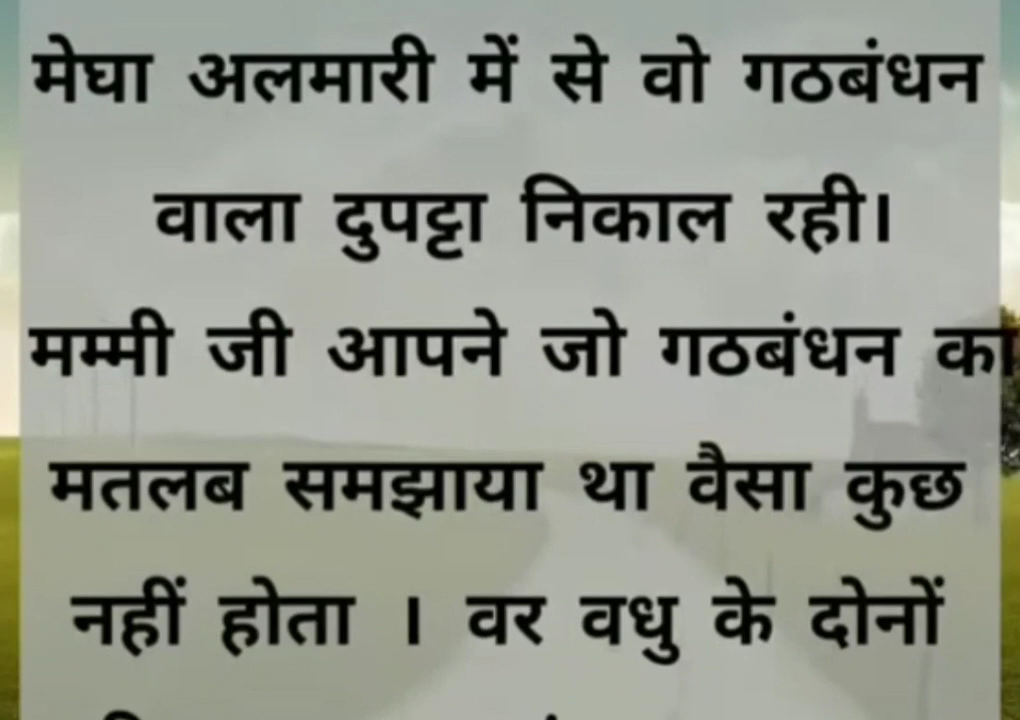 मेघा अलमारी में से वो गठबंधन
वाला दुपट्टा निकाल रही।
मम्मी जी आपने जो गठबंधन का
मतलब समझाया था वैसा कुछ
नहीं होता । वर वधु के दोनों